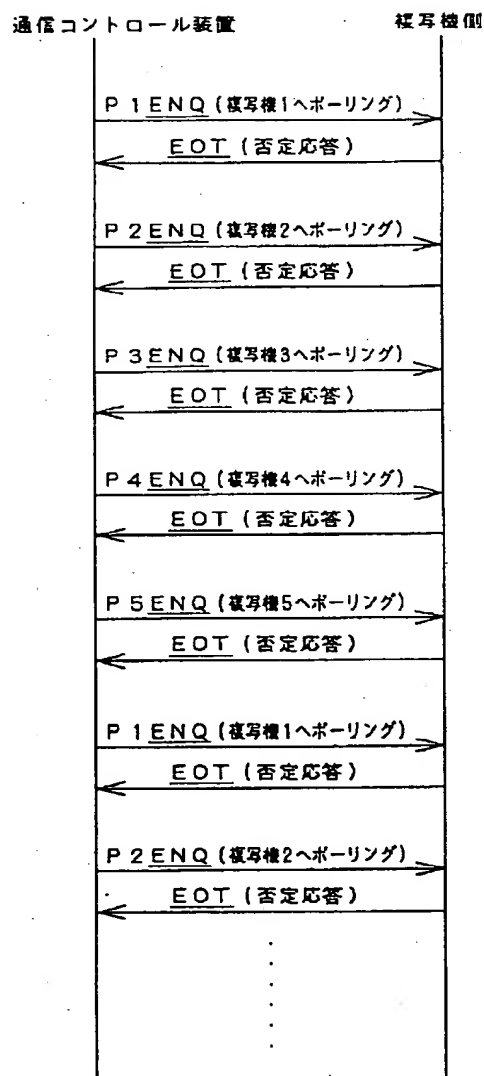 通信コントロール装置
複写機側
P1ENQ(複写機1へポーリング)
EOT(否定応答)
P2ENQ(複写機2へポーリング)
EOT(否定応答)
P3ENQ(複写機3へポーリング)
EOT(否定応答)
P4ENQ(複写機4へポーリング)
EOT(否定応答)
P5ENQ(複写機5へポーリング)
EOT(否定応答)
P1ENQ(複写機1へポーリング)
EOT(否定応答)
P2ENQ(複写機2へポーリング)
EOT(否定応答)